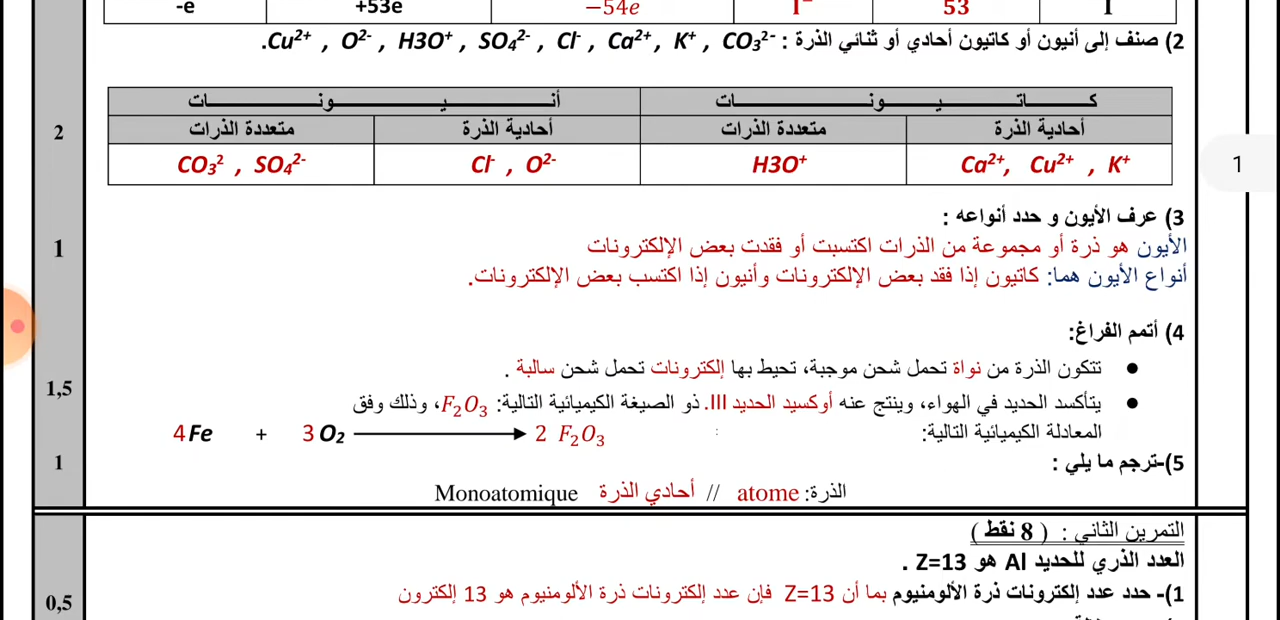 -e +53e −54e I⁻ 53 I
2) صنف إلى أنيون أو كاتيون أحادي أو ثنائي الذرة : Cu²⁺ , O²⁻ , H3O⁺ , SO₄²⁻ , Cl⁻ , Ca²⁺, K⁺ , CO₃²⁻.
كـاتـيـونـات أنـيـونـات
أحادية الذرة متعددة الذرات أحادية الذرة متعددة الذرات
2
Ca²⁺, Cu²⁺ , K⁺ H3O⁺ Cl⁻ , O²⁻ CO₃² , SO₄²⁻
1
3) عرف الأيون و حدد أنواعه :
الأيون هو ذرة أو مجموعة من الذرات اكتسبت أو فقدت بعض الإلكترونات
1
أنواع الأيون هما: كاتيون إذا فقد بعض الإلكترونات وأنيون إذا اكتسب بعض الإلكترونات.
4) أتمم الفراغ:
● تتكون الذرة من نواة تحمل شحن موجبة، تحيط بها إلكترونات تحمل شحن سالبة .
1,5
● يتأكسد الحديد في الهواء، وينتج عنه أوكسيد الحديد III. ذو الصيغة الكيميائية التالية: F₂O₃، وذلك وفق
المعادلة الكيميائية التالية: : 4 Fe + 3 O₂ ⟶ 2 F₂O₃
5)-ترجم ما يلي :
1
الذرة: atome // أحادي الذرة Monoatomique
التمرين الثاني : ( 8 نقط )
العدد الذري للحديد Al هو Z=13 .
1)- حدد عدد إلكترونات ذرة الألومنيوم بما أن Z=13 فإن عدد إلكترونات ذرة الألومنيوم هو 13 إلكترون
0,5